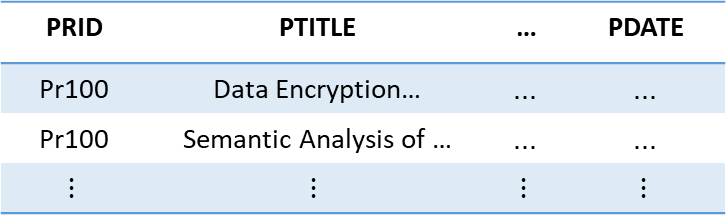 PRID PTITLE ... PDATE
Pr100 Data Encryption... ... ...
Pr100 Semantic Analysis of ... ... ...
⋮ ⋮ ⋮ ⋮